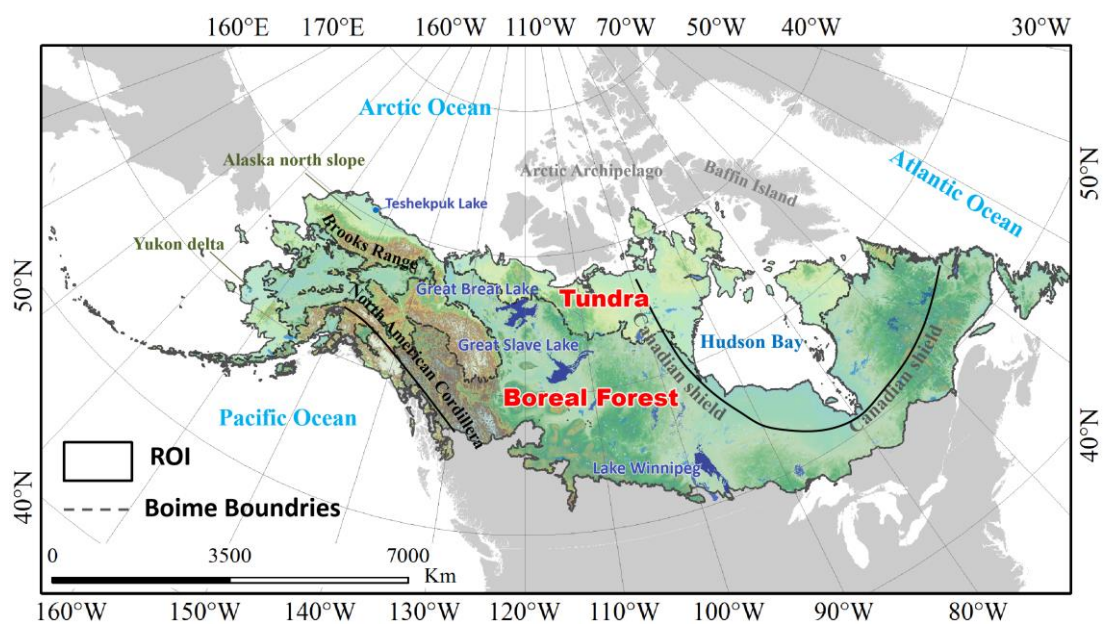 160°E 170°E 120°W 110°W 50°W 40°W 30°W
Arctic Ocean
50°N
Atlantic Ocean
Alaska north slope
Arctic Archipelago
Baffin Island
Teshekpuk Lake
Yukon delta
Brooks Range
50°N
Great Brear Lake
Tundra
North American Cordillera
Canadian shield
Hudson Bay
Great Slave Lake
Canadian shield
Boreal Forest
Pacific Ocean
40°N
40°N
ROI
Lake Winnipeg
Boime Boundries
0 3500 7000
Km
160°W 150°W 140°W 130°W 120°W 110°W 100°W 90°W 80°W